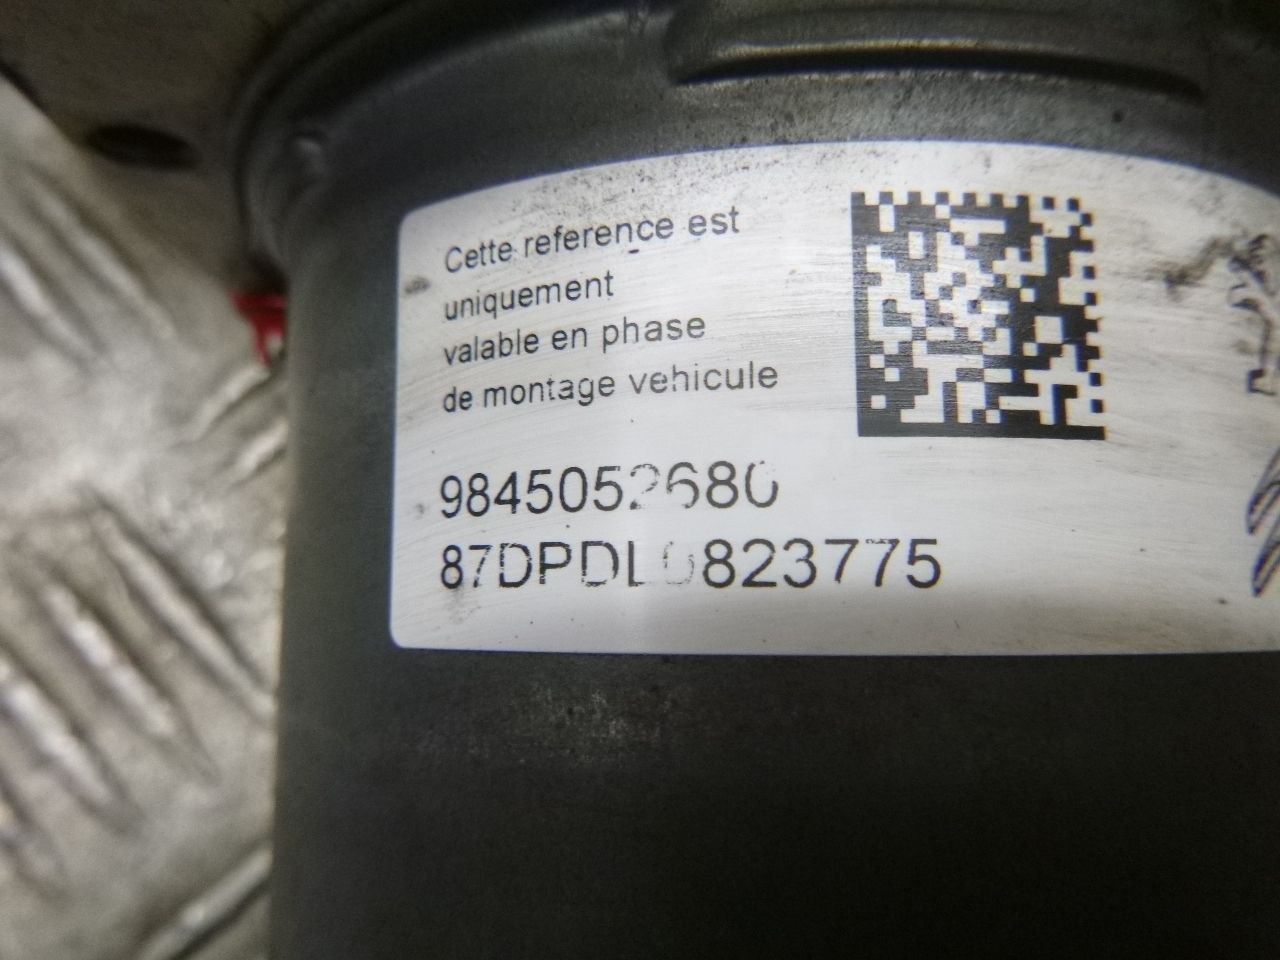 Cette reference est
uniquement
valable en phase
de montage vehicule
9845052680
87DPDL0823775